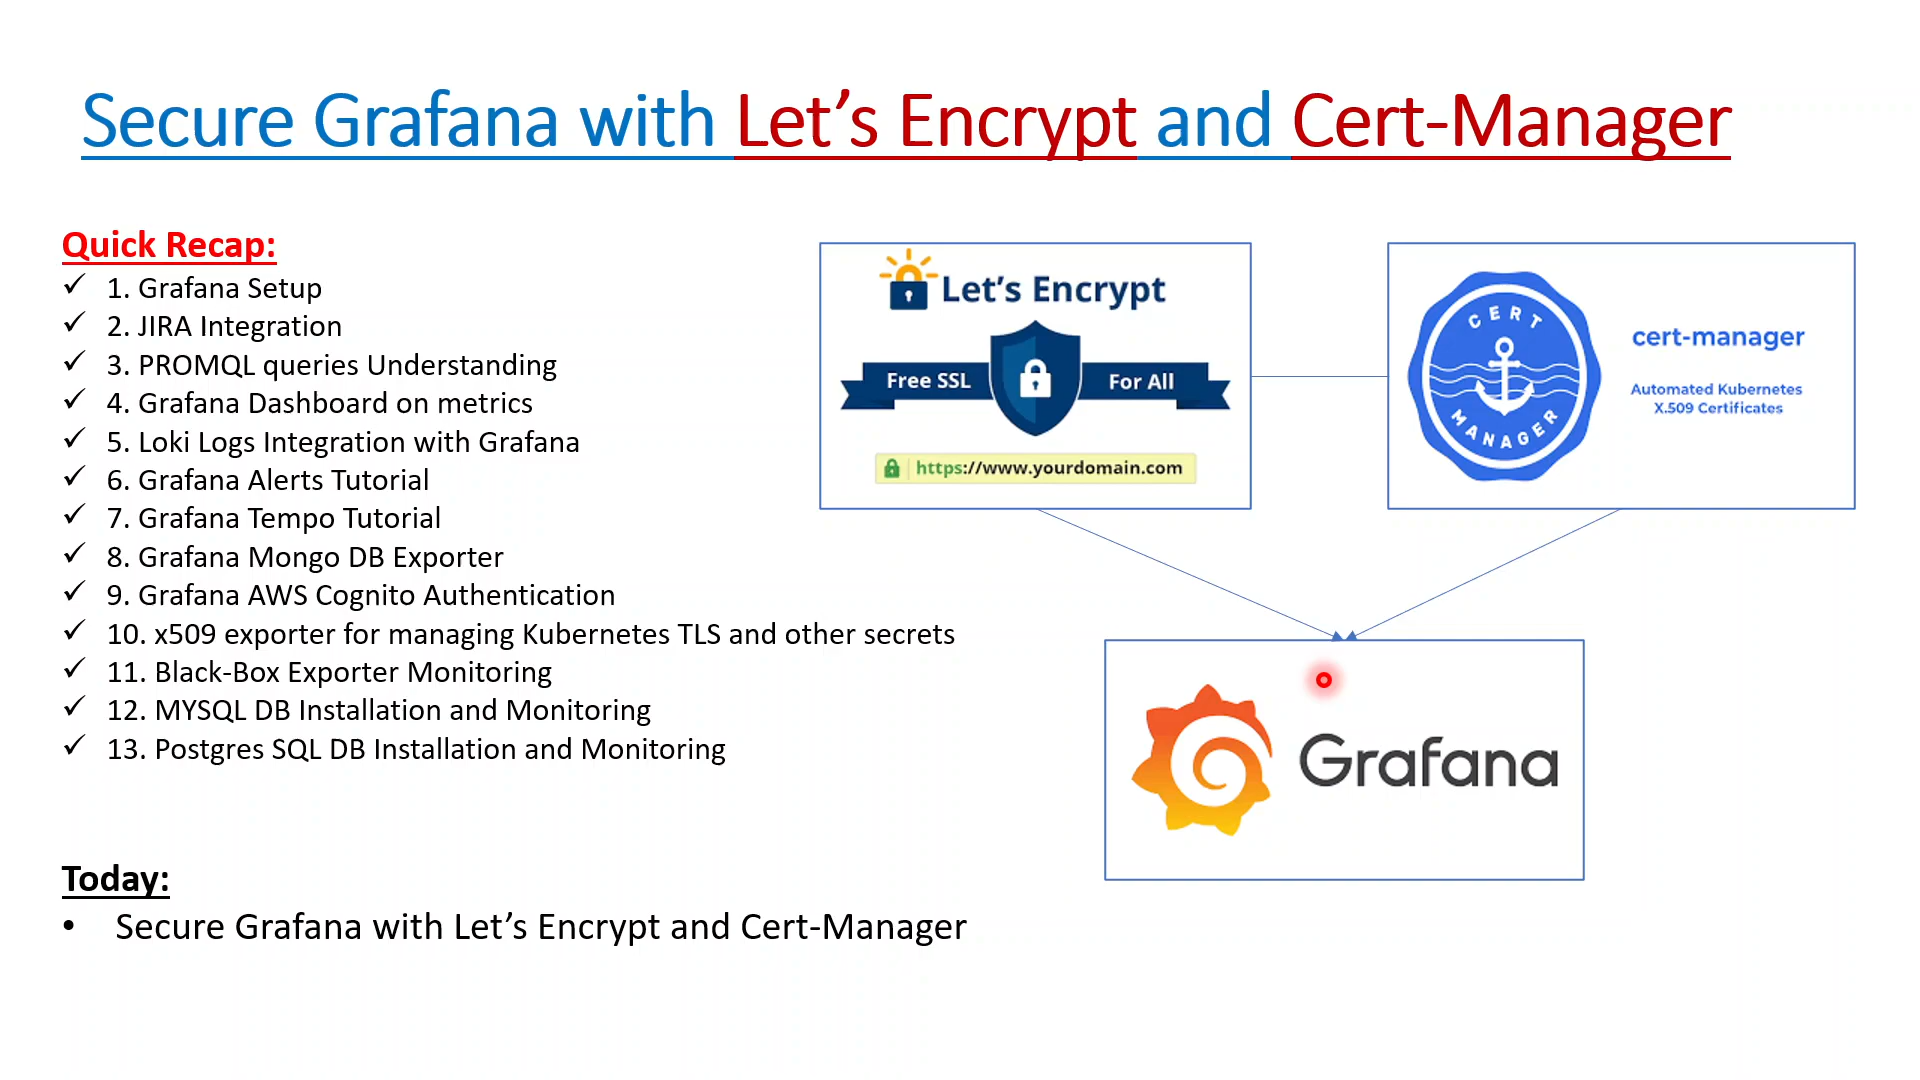 Secure Grafana with Let’s Encrypt and Cert-Manager
Quick Recap:
✓ 1. Grafana Setup
✓ 2. JIRA Integration
✓ 3. PROMQL queries Understanding
✓ 4. Grafana Dashboard on metrics
✓ 5. Loki Logs Integration with Grafana
✓ 6. Grafana Alerts Tutorial
✓ 7. Grafana Tempo Tutorial
✓ 8. Grafana Mongo DB Exporter
✓ 9. Grafana AWS Cognito Authentication
✓ 10. x509 exporter for managing Kubernetes TLS and other secrets
✓ 11. Black-Box Exporter Monitoring
✓ 12. MYSQL DB Installation and Monitoring
✓ 13. Postgres SQL DB Installation and Monitoring
Today:
• Secure Grafana with Let’s Encrypt and Cert-Manager
Let’s Encrypt
Free SSL For All
https://www.yourdomain.com
CERT
MANAGER
cert-manager
Automated Kubernetes
X.509 Certificates
Grafana